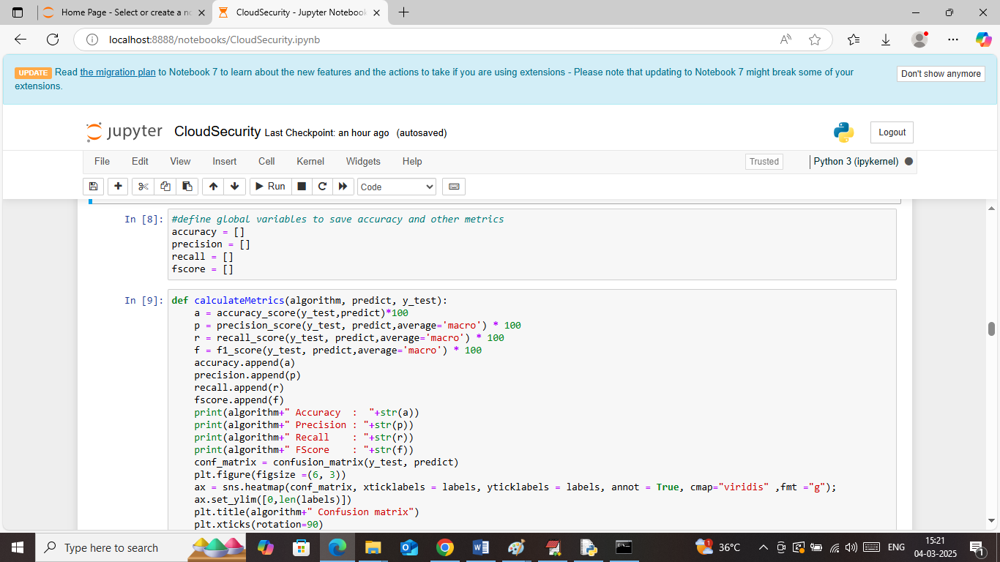 Home Page - Select or create a no
CloudSecurity - Jupyter Notebook
localhost:8888/notebooks/CloudSecurity.ipynb
UPDATE Read the migration plan to Notebook 7 to learn about the new features and the actions to take if you are using extensions - Please note that updating to Notebook 7 might break some of your
extensions.
Don't show anymore
jupyter CloudSecurity Last Checkpoint: an hour ago (autosaved)
Logout
File Edit View Insert Cell Kernel Widgets Help
Trusted
Python 3 (ipykernel)
Run
Code
In [8]: #define global variables to save accuracy and other metrics
accuracy = []
precision = []
recall = []
fscore = []
In [9]: def calculateMetrics(algorithm, predict, y_test):
    a = accuracy_score(y_test,predict)*100
    p = precision_score(y_test, predict,average='macro') * 100
    r = recall_score(y_test, predict,average='macro') * 100
    f = f1_score(y_test, predict,average='macro') * 100
    accuracy.append(a)
    precision.append(p)
    recall.append(r)
    fscore.append(f)
    print(algorithm+" Accuracy  :  "+str(a))
    print(algorithm+" Precision : "+str(p))
    print(algorithm+" Recall    : "+str(r))
    print(algorithm+" FScore    : "+str(f))
    conf_matrix = confusion_matrix(y_test, predict)
    plt.figure(figsize =(6, 3))
    ax = sns.heatmap(conf_matrix, xticklabels = labels, yticklabels = labels, annot = True, cmap="viridis" ,fmt ="g");
    ax.set_ylim([0,len(labels)])
    plt.title(algorithm+" Confusion matrix")
    plt.xticks(rotation=90)
Type here to search
1
36°C
ENG
15:21
04-03-2025
1